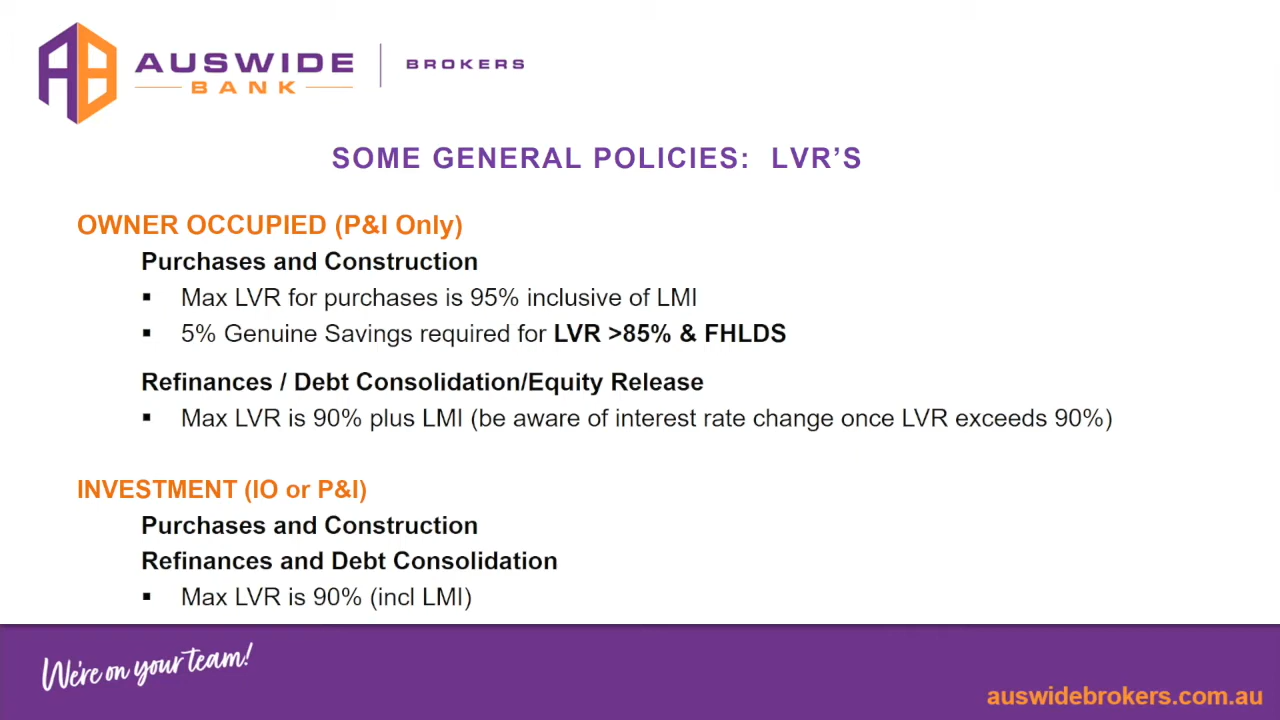 AUSWIDE
BANK
BROKERS
SOME GENERAL POLICIES: LVR’S
OWNER OCCUPIED (P&I Only)
Purchases and Construction
▪ Max LVR for purchases is 95% inclusive of LMI
▪ 5% Genuine Savings required for LVR >85% & FHLDS
Refinances / Debt Consolidation/Equity Release
▪ Max LVR is 90% plus LMI (be aware of interest rate change once LVR exceeds 90%)
INVESTMENT (IO or P&I)
Purchases and Construction
Refinances and Debt Consolidation
▪ Max LVR is 90% (incl LMI)
We're on your team!
auswidebrokers.com.au